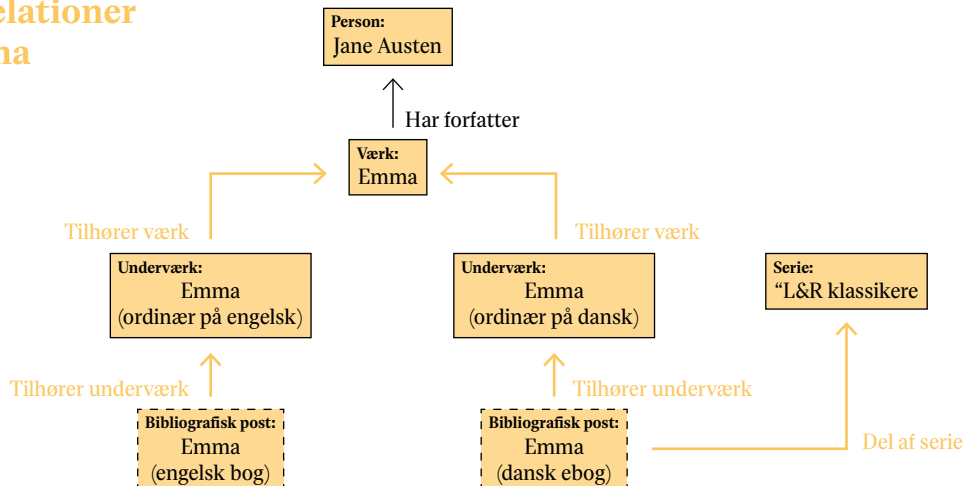 elationer
na
Person:
Jane Austen
Har forfatter
Værk:
Emma
Tilhører værk
Tilhører værk
Underværk:
Emma
(ordinær på engelsk)
Underværk:
Emma
(ordinær på dansk)
Serie:
“L&R klassikere
Tilhører underværk
Tilhører underværk
Bibliografisk post:
Emma
(engelsk bog)
Bibliografisk post:
Emma
(dansk ebog)
Del af serie